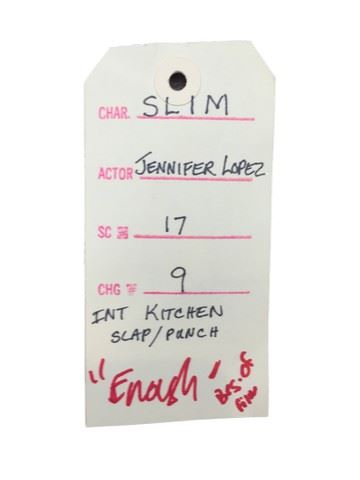 CHAR. SLIM
ACTOR JENNIFER LOPEZ
SC # 17
CHG # 9
INT KITCHEN
SLAP/PUNCH
"Enough"